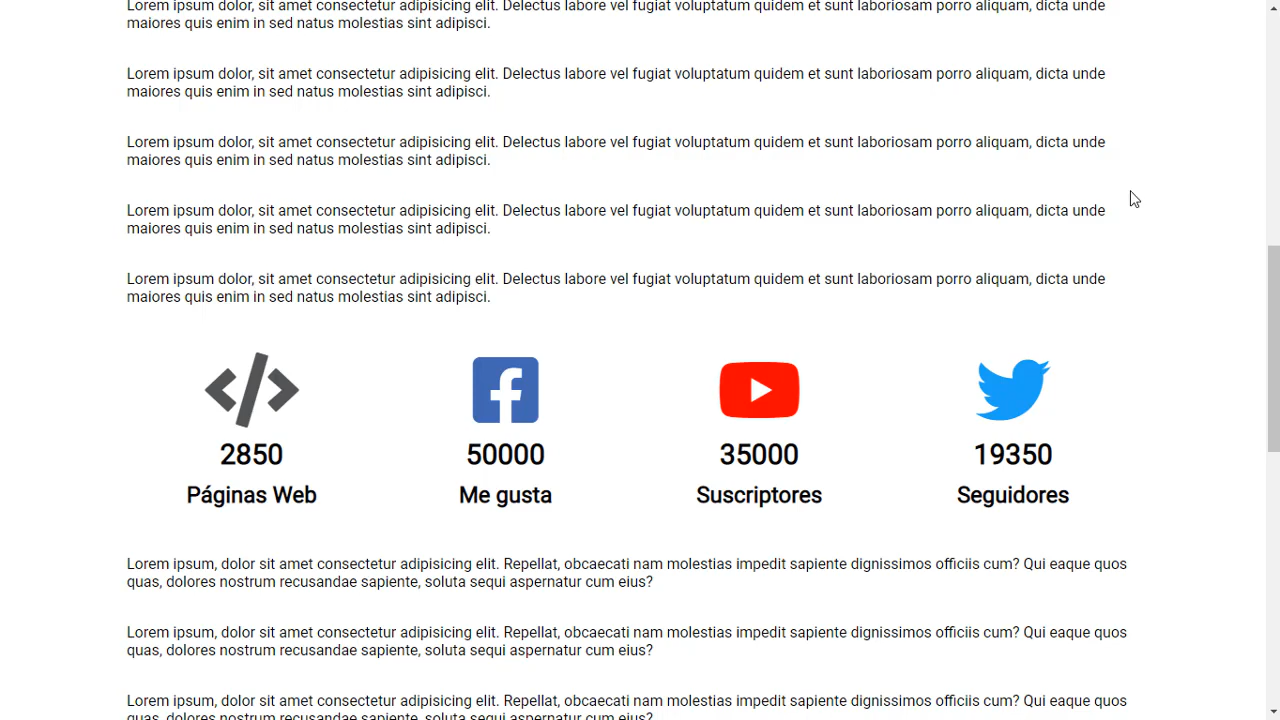 Lorem ipsum dolor, sit amet consectetur adipisicing elit. Delectus labore vel fugiat voluptatum quidem et sunt laboriosam porro aliquam, dicta unde
maiores quis enim in sed natus molestias sint adipisci.
Lorem ipsum dolor, sit amet consectetur adipisicing elit. Delectus labore vel fugiat voluptatum quidem et sunt laboriosam porro aliquam, dicta unde
maiores quis enim in sed natus molestias sint adipisci.
Lorem ipsum dolor, sit amet consectetur adipisicing elit. Delectus labore vel fugiat voluptatum quidem et sunt laboriosam porro aliquam, dicta unde
maiores quis enim in sed natus molestias sint adipisci.
Lorem ipsum dolor, sit amet consectetur adipisicing elit. Delectus labore vel fugiat voluptatum quidem et sunt laboriosam porro aliquam, dicta unde
maiores quis enim in sed natus molestias sint adipisci.
Lorem ipsum dolor, sit amet consectetur adipisicing elit. Delectus labore vel fugiat voluptatum quidem et sunt laboriosam porro aliquam, dicta unde
maiores quis enim in sed natus molestias sint adipisci.
2850 50000 35000 19350
Páginas Web Me gusta Suscriptores Seguidores
Lorem ipsum, dolor sit amet consectetur adipisicing elit. Repellat, obcaecati nam molestias impedit sapiente dignissimos officiis cum? Qui eaque quos
quas, dolores nostrum recusandae sapiente, soluta sequi aspernatur cum eius?
Lorem ipsum, dolor sit amet consectetur adipisicing elit. Repellat, obcaecati nam molestias impedit sapiente dignissimos officiis cum? Qui eaque quos
quas, dolores nostrum recusandae sapiente, soluta sequi aspernatur cum eius?
Lorem ipsum, dolor sit amet consectetur adipisicing elit. Repellat, obcaecati nam molestias impedit sapiente dignissimos officiis cum? Qui eaque quos
quas, dolores nostrum recusandae sapiente, soluta sequi aspernatur cum eius?